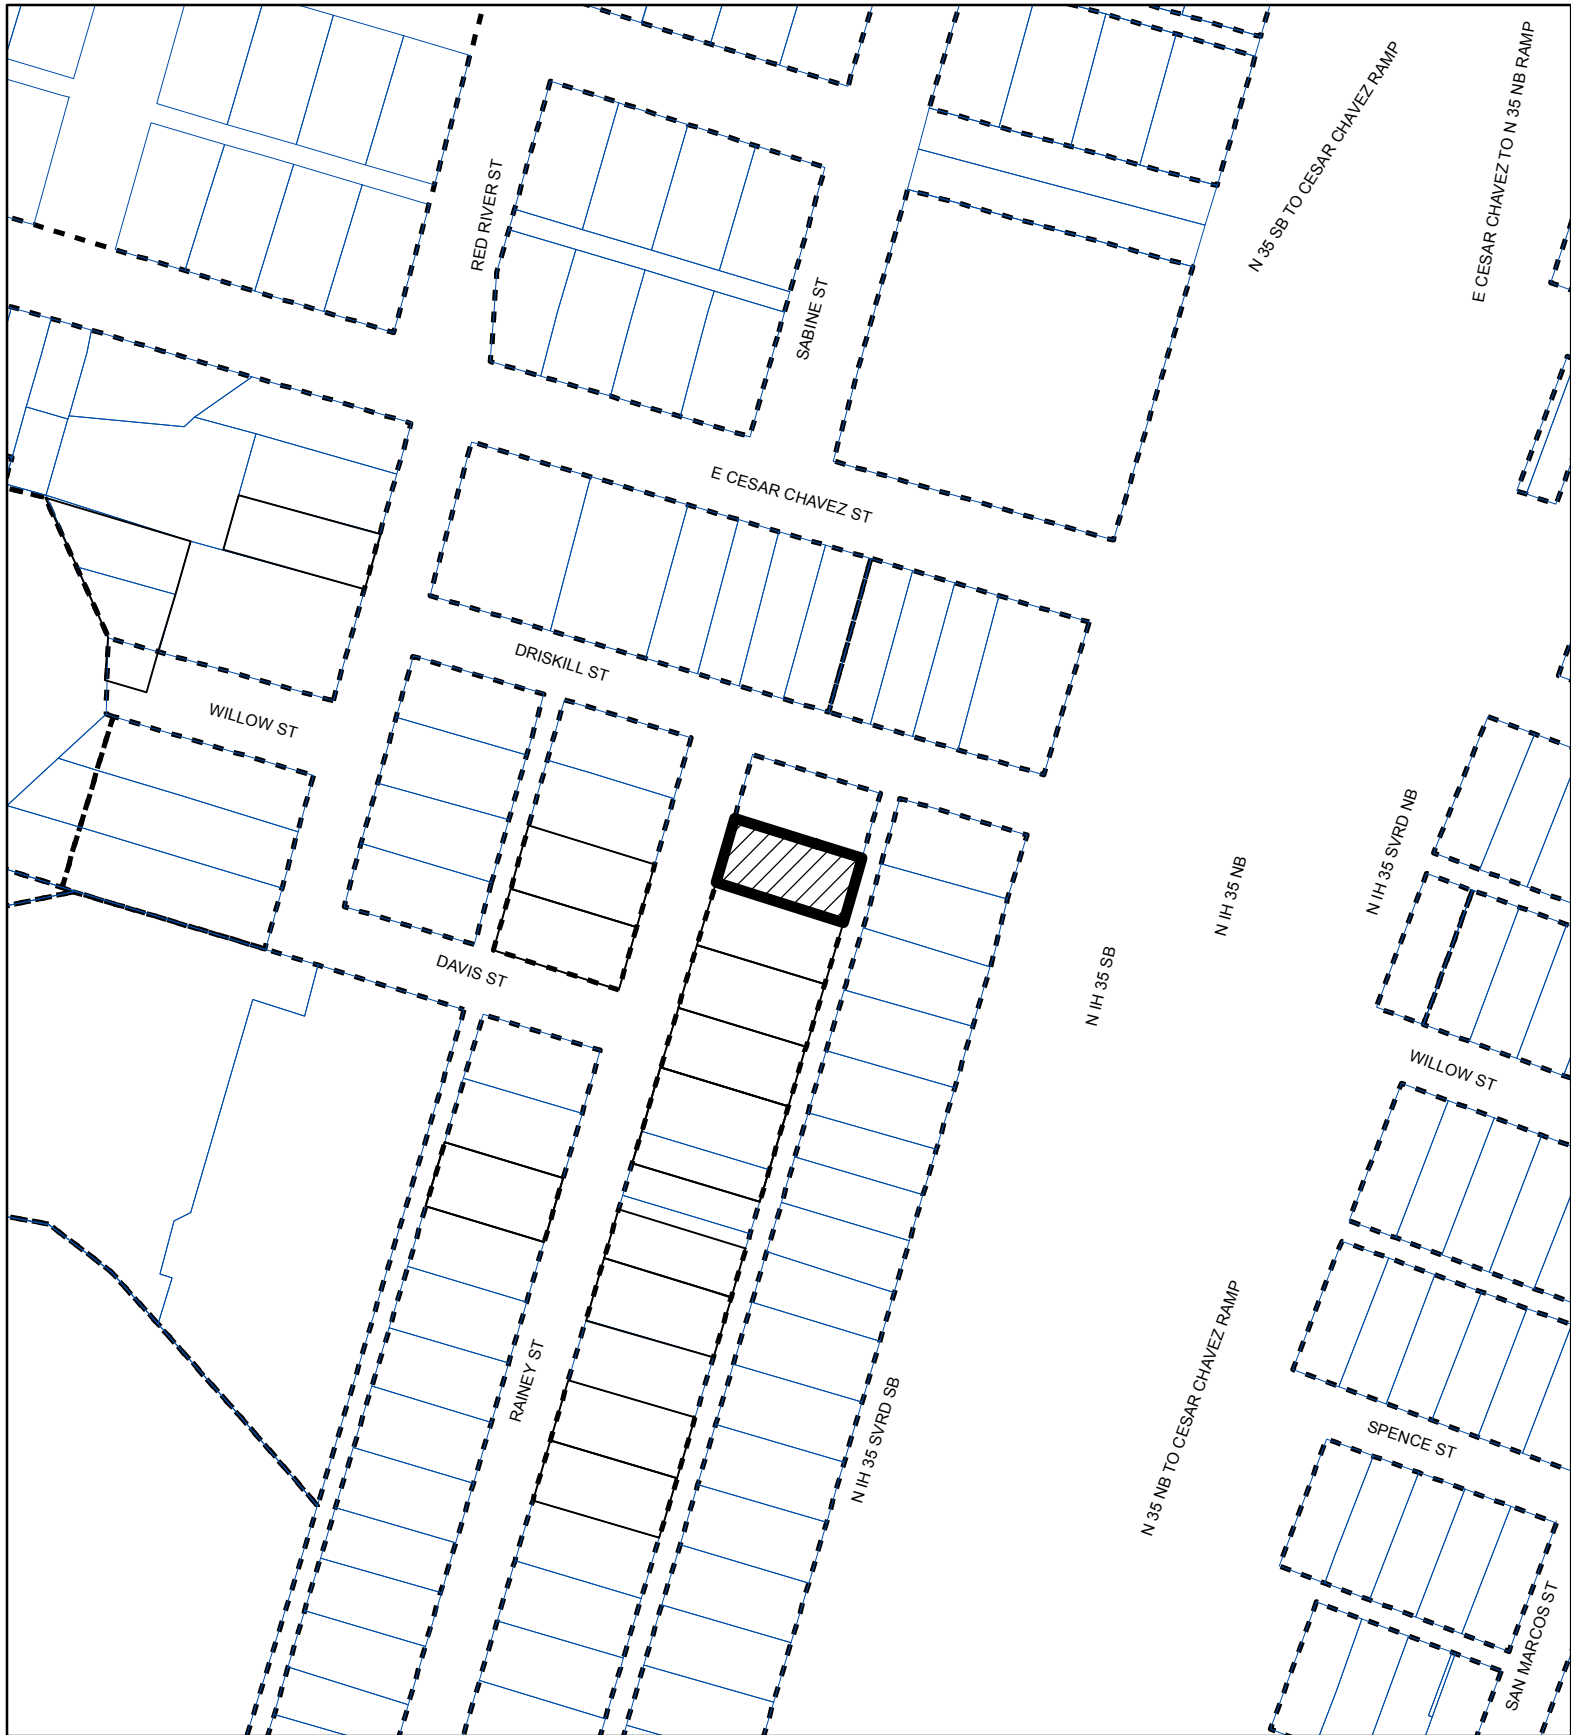 N 35 SB TO CESAR CHAVEZ RAMP
E CESAR CHAVEZ TO N 35 NB RAMP
RED RIVER ST
SABINE ST
E CESAR CHAVEZ ST
DRISKILL ST
WILLOW ST
N IH 35 SVRD NB
N IH 35 NB
DAVIS ST
N IH 35 SB
WILLOW ST
N 35 NB TO CESAR CHAVEZ RAMP
RAINEY ST
N IH 35 SVRD SB
SPENCE ST
SAN MARCOS ST